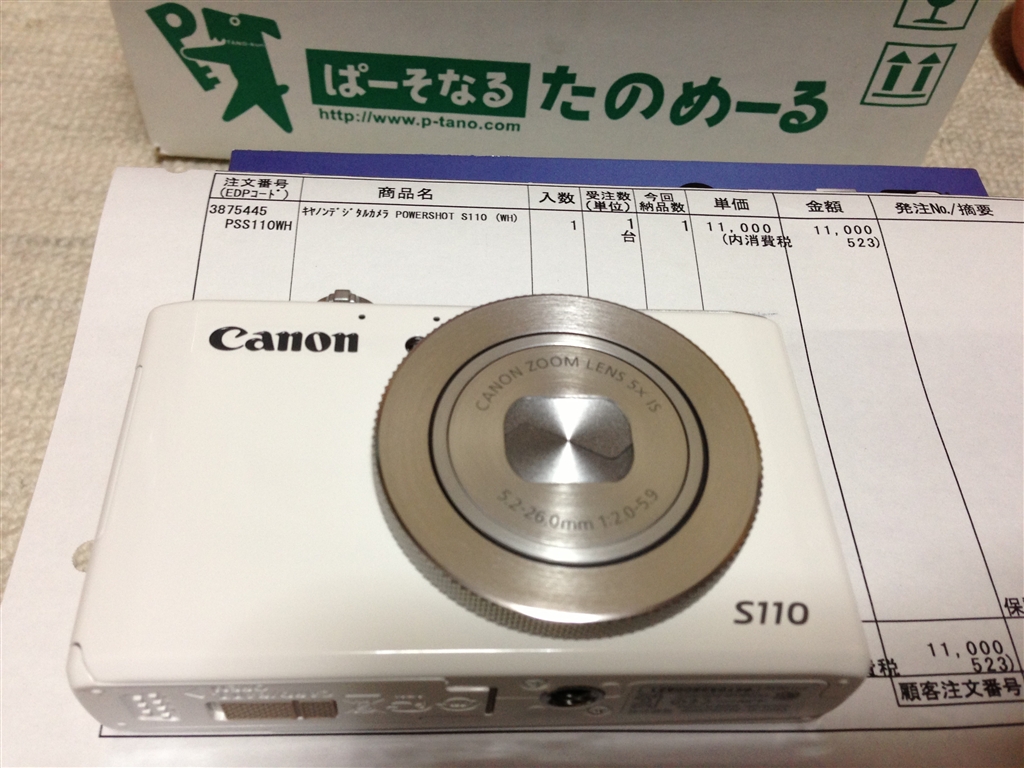 P
TANO-kun
ぱーそなる たのめーる
http://www.p-tano.com
注文番号 商品名 入数 受注数 今回 単価 金額 発注No./摘要
(EDPコード) (単位) 納品数
3875445 キヤノンデジタルカメラ POWERSHOT S110 (WH) 1 1 1 11,000 11,000
PSS110WH 台 (内消費税 523)
Canon
CANON ZOOM LENS 5x IS
5.2-26.0mm 1:2.0-5.9
S110
保
11,000
費税 523)
顧客注文番号